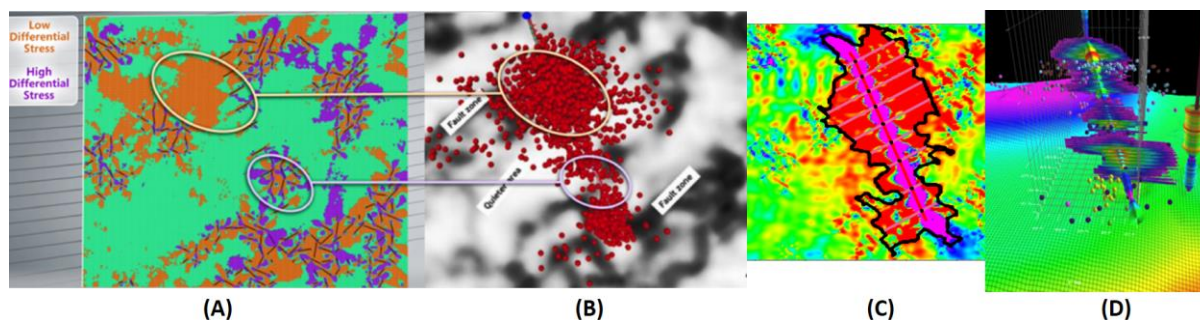 Low
Differential
Stress
High
Differential
Stress
Fault zone
Quieter area
Fault zone
(A)
(B)
(C)
(D)